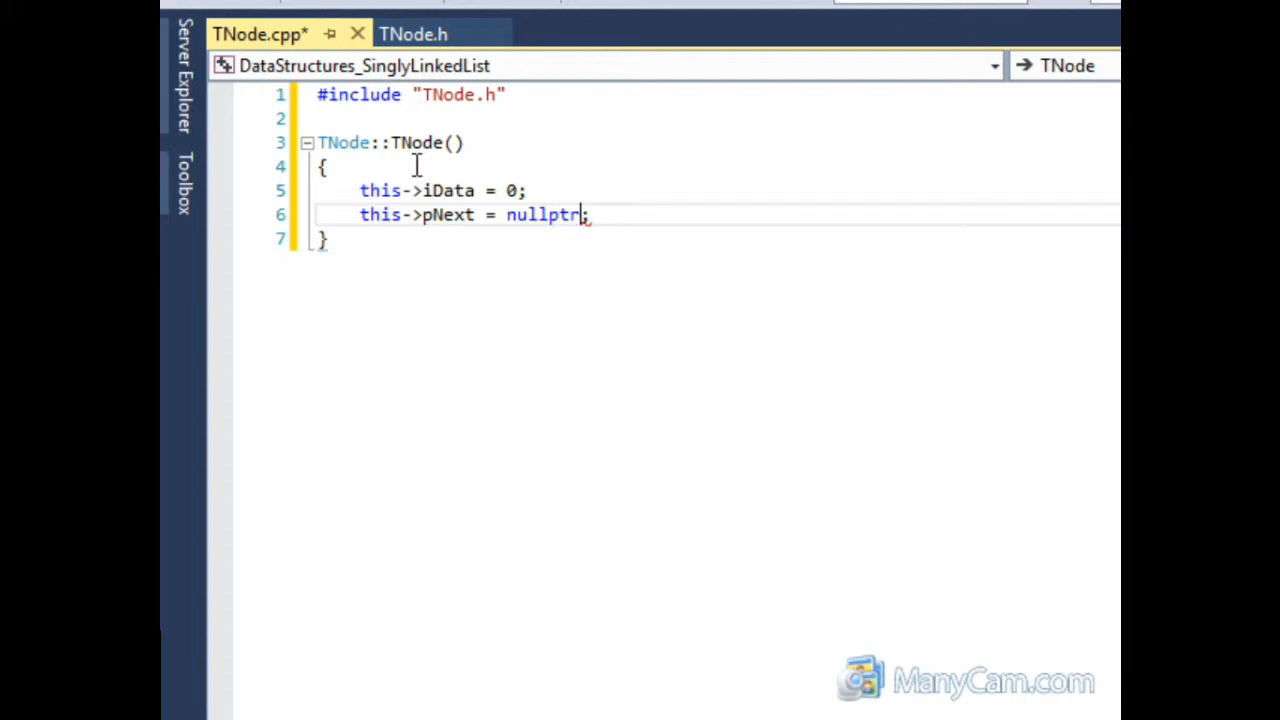 TNode.cpp* TNode.h
DataStructures_SinglyLinkedList TNode
Server Explorer
Toolbox
1 #include "TNode.h"
2
3 TNode::TNode()
4 {
5 this->iData = 0;
6 this->pNext = nullptr;
7 }
ManyCam.com